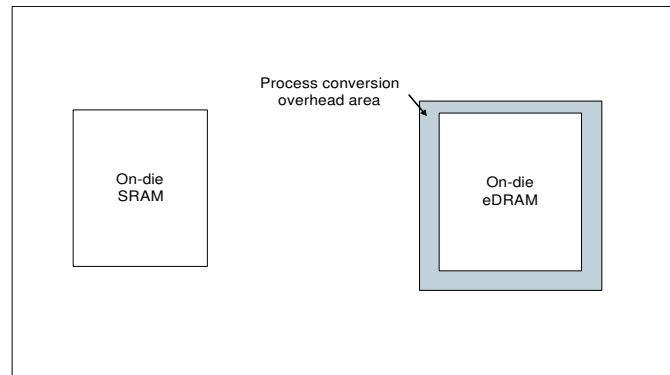 Process conversion
overhead area
On-die
SRAM
On-die
eDRAM